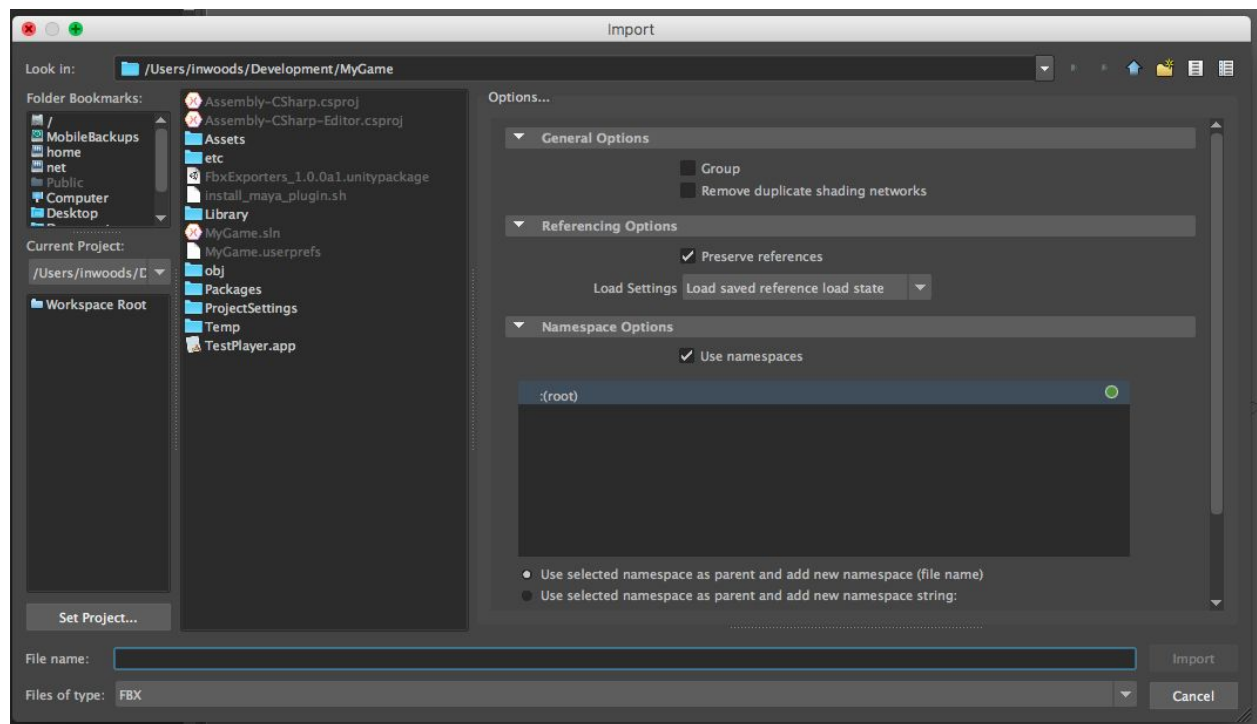 Import
Look in: /Users/inwoods/Development/MyGame
Folder Bookmarks:
/
MobileBackups
home
net
Public
Computer
Desktop
Current Project:
/Users/inwoods/D
Workspace Root
Set Project...
Assembly-CSharp.csproj
Assembly-CSharp-Editor.csproj
Assets
etc
FbxExporters_1.0.0a1.unitypackage
install_maya_plugin.sh
Library
MyGame.sln
MyGame.userprefs
obj
Packages
ProjectSettings
Temp
TestPlayer.app
Options...
General Options
Group
Remove duplicate shading networks
Referencing Options
Preserve references
Load Settings Load saved reference load state
Namespace Options
Use namespaces
:(root)
Use selected namespace as parent and add new namespace (file name)
Use selected namespace as parent and add new namespace string:
File name:
Import
Files of type: FBX
Cancel